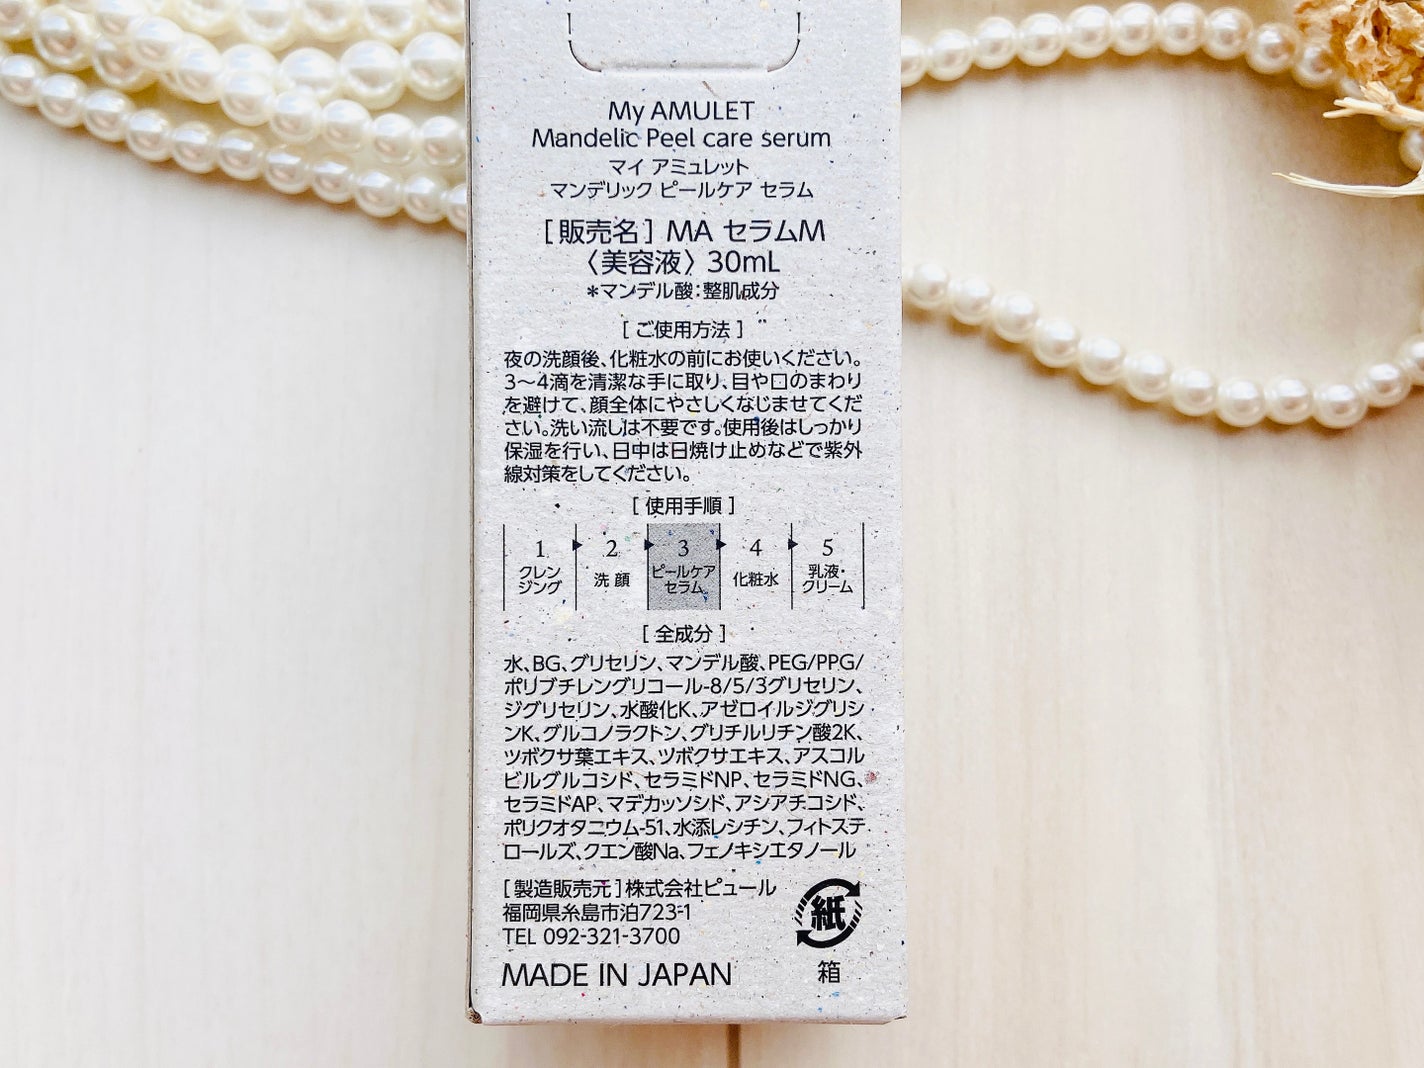 My AMULET
Mandelic Peel care serum
マイ アミュレット
マンデリック ピールケア セラム
[販売名] MA セラムM
〈美容液〉 30mL
＊マンデル酸：整肌成分
[ご使用方法]
夜の洗顔後、化粧水の前にお使いください。
3〜4滴を清潔な手に取り、目や口のまわり
を避けて、顔全体にやさしくなじませてくだ
さい。洗い流しは不要です。使用後はしっかり
保湿を行い、日中は日焼け止めなどで紫外
線対策をしてください。
[使用手順]
1 ▶ 2 ▶ 3 ▶ 4 ▶ 5
クレンジング 洗顔 ピールケアセラム 化粧水 乳液・クリーム
[全成分]
水、BG、グリセリン、マンデル酸、PEG/PPG/
ポリブチレングリコール-8/5/3グリセリン、
ジグリセリン、水酸化K、アゼロイルジグリシ
ンK、グルコノラクトン、グリチルリチン酸2K、
ツボクサ葉エキス、ツボクサエキス、アスコル
ビルグルコシド、セラミドNP、セラミドNG、
セラミドAP、マデカッソシド、アシアチコシド、
ポリクオタニウム-51、水添レシチン、フィトステ
ロールズ、クエン酸Na、フェノキシエタノール
[製造販売元]株式会社ピュール
福岡県糸島市泊723-1
TEL 092-321-3700
MADE IN JAPAN
紙
箱